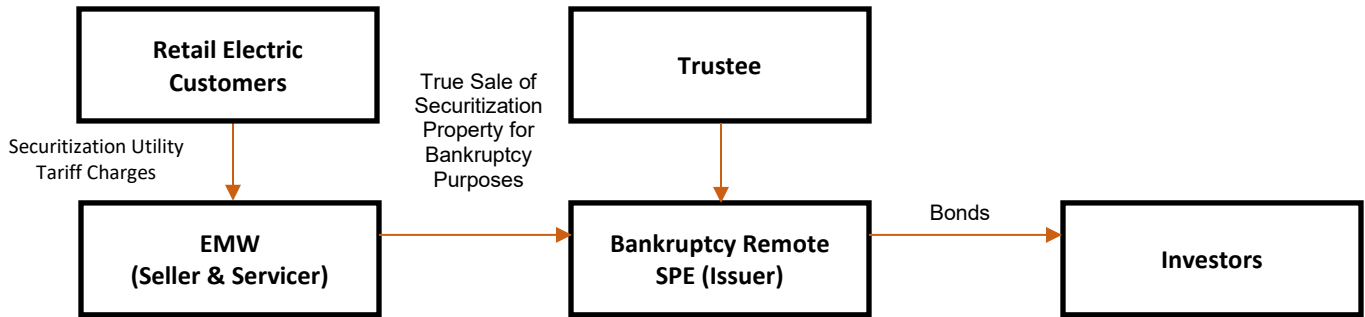 Retail Electric
Customers
True Sale of
Securitization
Property for
Bankruptcy
Purposes
Trustee
Securitization Utility
Tariff Charges
EMW
(Seller & Servicer)
Bankruptcy Remote
SPE (Issuer)
Bonds
Investors